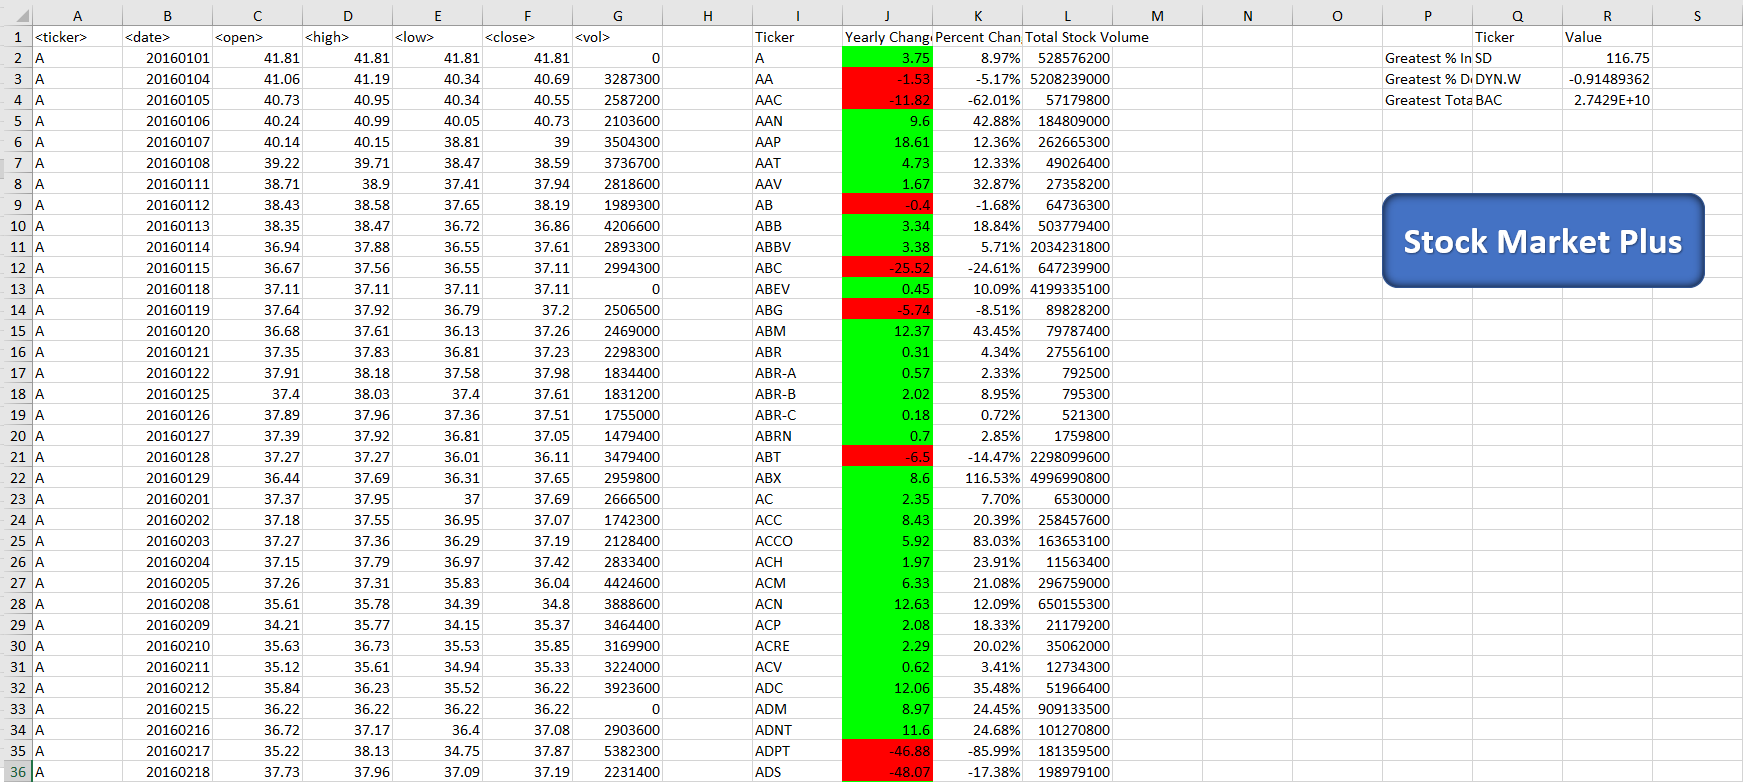 A B C D E F G H I J K L M N O P Q R S
1 <ticker> <date> <open> <high> <low> <close> <vol> Ticker Yearly Chang Percent Chan Total Stock Volume Ticker Value
2 A 20160101 41.81 41.81 41.81 41.81 0 A 3.75 8.97% 528576200 Greatest % In SD 116.75
3 A 20160104 41.06 41.19 40.34 40.69 3287300 AA -1.53 -5.17% 5208239000 Greatest % D DYN.W -0.91489362
4 A 20160105 40.73 40.95 40.34 40.55 2587200 AAC -11.82 -62.01% 57179800 Greatest Tota BAC 2.7429E+10
5 A 20160106 40.24 40.99 40.05 40.73 2103600 AAN 9.6 42.88% 184809000
6 A 20160107 40.14 40.15 38.81 39 3504300 AAP 18.61 12.36% 262665300
7 A 20160108 39.22 39.71 38.47 38.59 3736700 AAT 4.73 12.33% 49026400
8 A 20160111 38.71 38.9 37.41 37.94 2818600 AAV 1.67 32.87% 27358200
9 A 20160112 38.43 38.58 37.65 38.19 1989300 AB -0.4 -1.68% 64736300
10 A 20160113 38.35 38.47 36.72 36.86 4206600 ABB 3.34 18.84% 503779400
11 A 20160114 36.94 37.88 36.55 37.61 2893300 ABBV 3.38 5.71% 2034231800
Stock Market Plus
12 A 20160115 36.67 37.56 36.55 37.11 2994300 ABC -25.52 -24.61% 647239900
13 A 20160118 37.11 37.11 37.11 37.11 0 ABEV 0.45 10.09% 4199335100
14 A 20160119 37.64 37.92 36.79 37.2 2506500 ABG -5.74 -8.51% 89828200
15 A 20160120 36.68 37.61 36.13 37.26 2469000 ABM 12.37 43.45% 79787400
16 A 20160121 37.35 37.83 36.81 37.23 2298300 ABR 0.31 4.34% 27556100
17 A 20160122 37.91 38.18 37.58 37.98 1834400 ABR-A 0.57 2.33% 792500
18 A 20160125 37.4 38.03 37.4 37.61 1831200 ABR-B 2.02 8.95% 795300
19 A 20160126 37.89 37.96 37.36 37.51 1755000 ABR-C 0.18 0.72% 521300
20 A 20160127 37.39 37.92 36.81 37.05 1479400 ABRN 0.7 2.85% 1759800
21 A 20160128 37.27 37.27 36.01 36.11 3479400 ABT -6.5 -14.47% 2298099600
22 A 20160129 36.44 37.69 36.31 37.65 2959800 ABX 8.6 116.53% 4996990800
23 A 20160201 37.37 37.95 37 37.69 2666500 AC 2.35 7.70% 6530000
24 A 20160202 37.18 37.55 36.95 37.07 1742300 ACC 8.43 20.39% 258457600
25 A 20160203 37.27 37.36 36.29 37.19 2128400 ACCO 5.92 83.03% 163653100
26 A 20160204 37.15 37.79 36.97 37.42 2833400 ACH 1.97 23.91% 11563400
27 A 20160205 37.26 37.31 35.83 36.04 4424600 ACM 6.33 21.08% 296759000
28 A 20160208 35.61 35.78 34.39 34.8 3888600 ACN 12.63 12.09% 650155300
29 A 20160209 34.21 35.77 34.15 35.37 3464400 ACP 2.08 18.33% 21179200
30 A 20160210 35.63 36.73 35.53 35.85 3169900 ACRE 2.29 20.02% 35062000
31 A 20160211 35.12 35.61 34.94 35.33 3224000 ACV 0.62 3.41% 12734300
32 A 20160212 35.84 36.23 35.52 36.22 3923600 ADC 12.06 35.48% 51966400
33 A 20160215 36.22 36.22 36.22 36.22 0 ADM 8.97 24.45% 909133500
34 A 20160216 36.72 37.17 36.4 37.08 2903600 ADNT 11.6 24.68% 101270800
35 A 20160217 35.22 38.13 34.75 37.87 5382300 ADPT -46.88 -85.99% 181359500
36 A 20160218 37.73 37.96 37.09 37.19 2231400 ADS -48.07 -17.38% 198979100